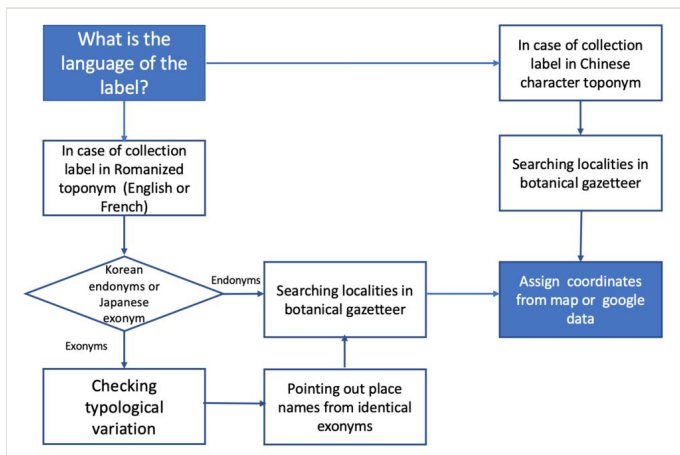 What is the
language of the
label?
In case of collection
label in Chinese
character toponym
In case of collection
label in Romanized
toponym (English or
French)
Searching localities in
botanical gazetteer
Korean
endonyms or
Japanese
exonym
Endonyms
Searching localities in
botanical gazetteer
Assign coordinates
from map or google
data
Exonyms
Checking
typological
variation
Pointing out place
names from identical
exonyms